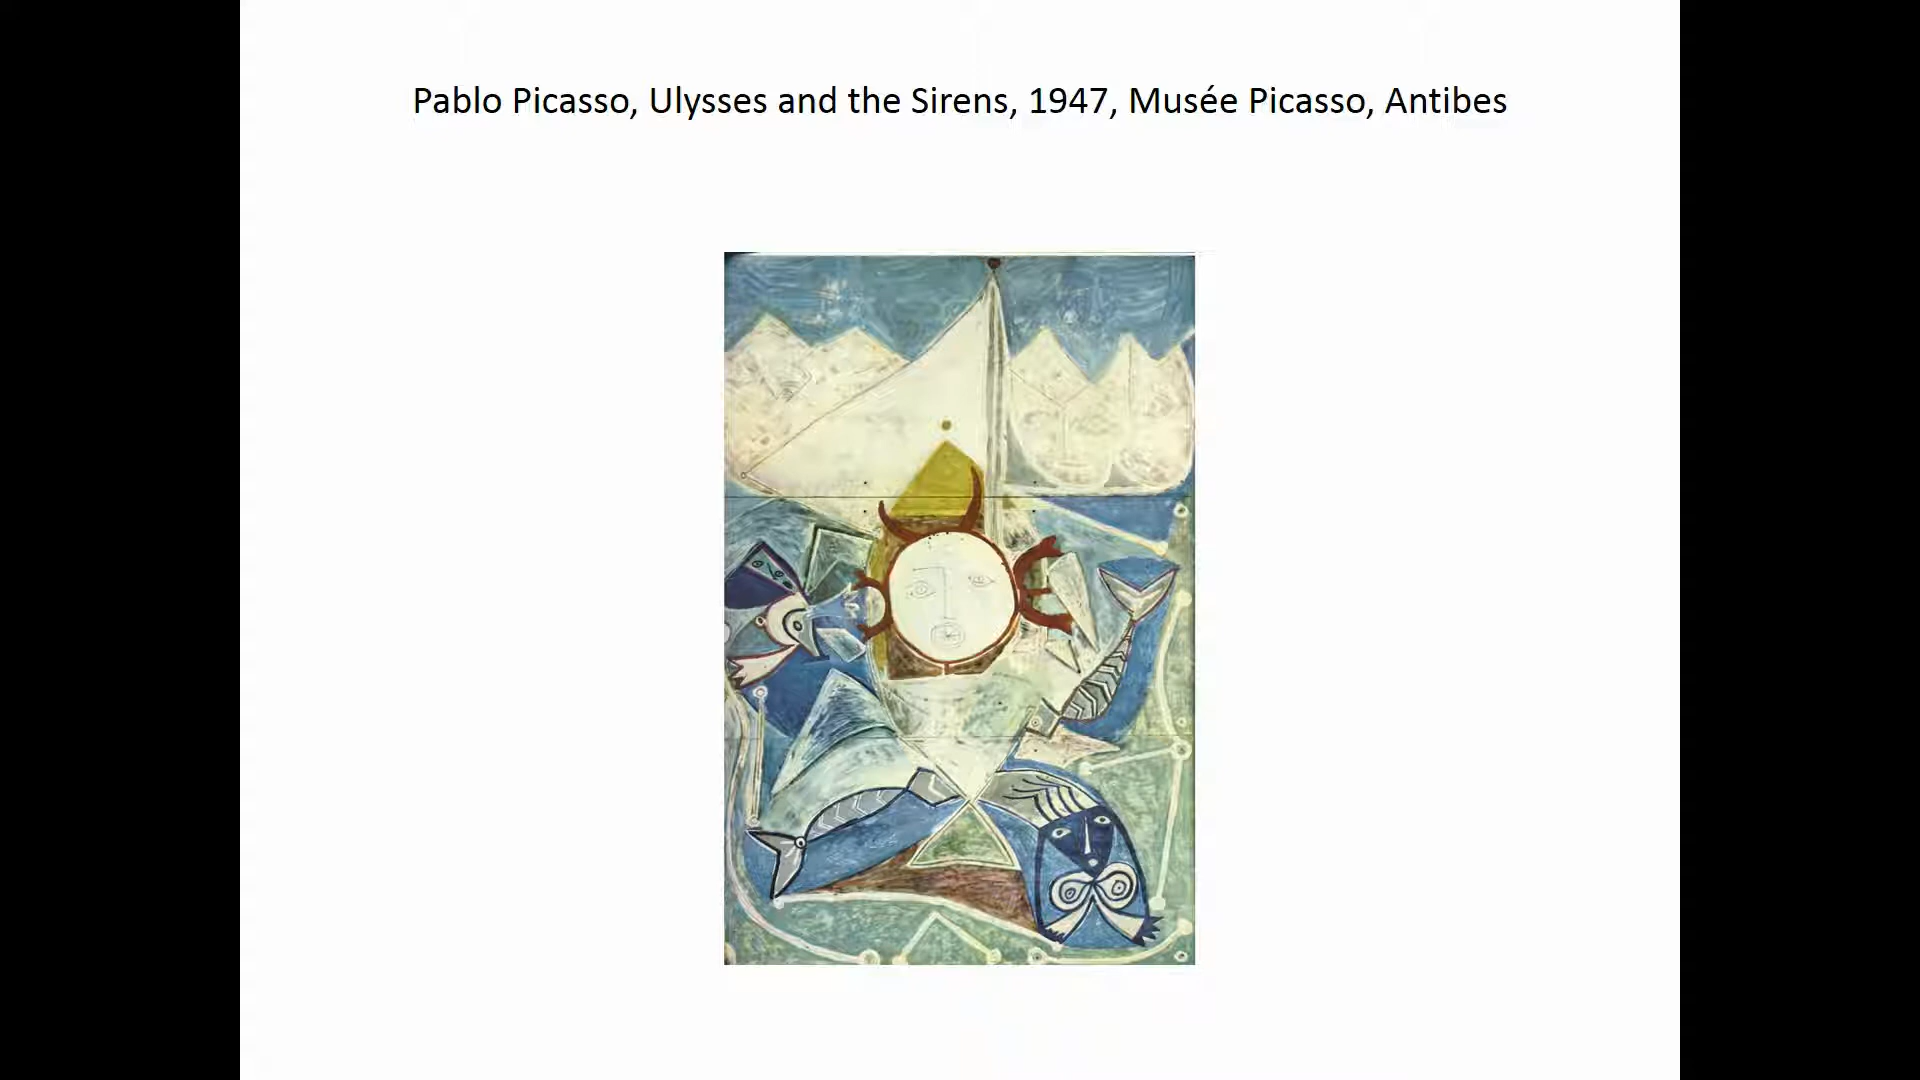 Pablo Picasso, Ulysses and the Sirens, 1947, Musée Picasso, Antibes